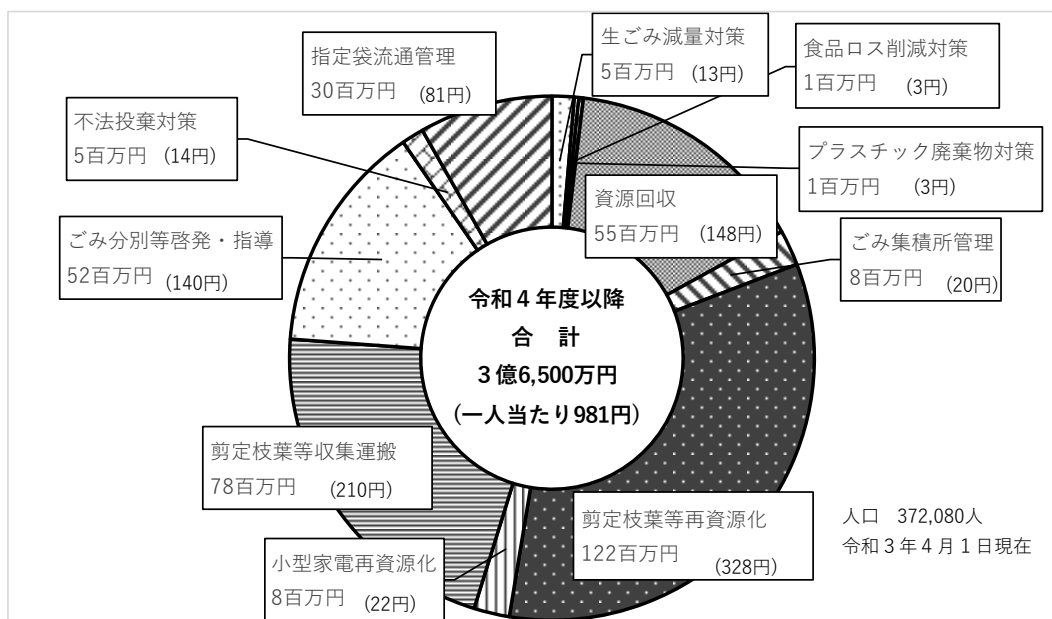 生ごみ減量対策
5百万円 (13円)
食品ロス削減対策
1百万円 (3円)
プラスチック廃棄物対策
1百万円 (3円)
資源回収
55百万円 (148円)
ごみ集積所管理
8百万円 (20円)
剪定枝葉等再資源化
122百万円 (328円)
小型家電再資源化
8百万円 (22円)
剪定枝葉等収集運搬
78百万円 (210円)
ごみ分別等啓発・指導
52百万円 (140円)
不法投棄対策
5百万円 (14円)
指定袋流通管理
30百万円 (81円)
令和4年度以降
合 計
3億6,500万円
(一人当たり981円)
人口 372,080人
令和3年4月1日現在